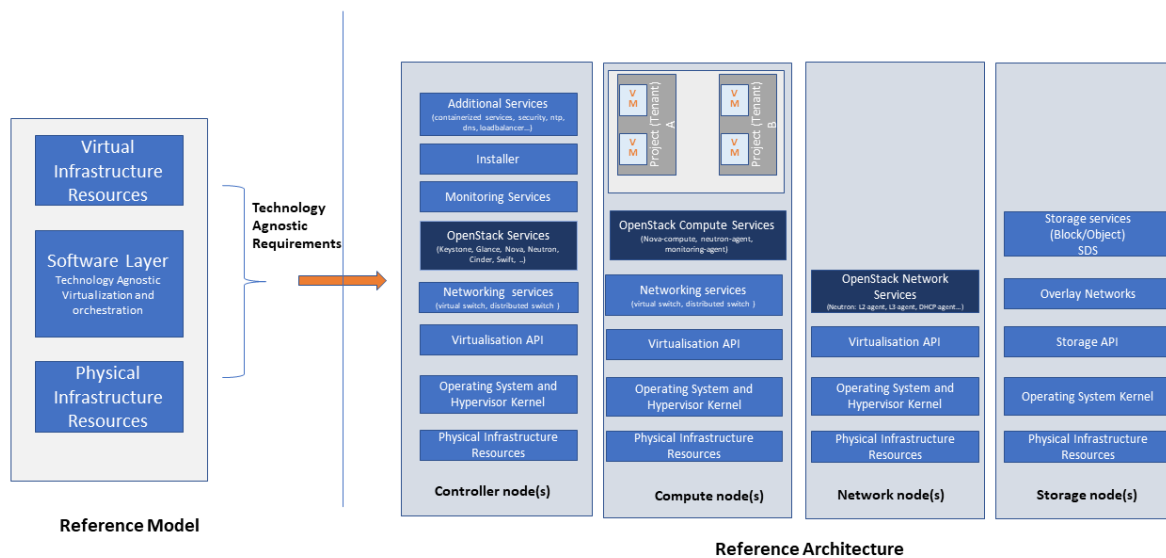 Virtual
Infrastructure
Resources
Software Layer
Technology Agnostic
Virtualization and
orchestration
Physical
Infrastructure
Resources
Reference Model
Technology
Agnostic
Requirements
Additional Services
(containerized services, security, ntp,
dns, loadbalancer...)
Installer
Monitoring Services
OpenStack Services
(Keystone, Glance, Nova, Neutron,
Cinder, Swift, ..)
Networking services
(virtual switch, distributed switch )
Virtualisation API
Operating System and
Hypervisor Kernel
Physical Infrastructure
Resources
Controller node(s)
V
M
V
M
Project (Tenant)
A
V
M
V
M
Project (Tenant)
B
OpenStack Compute Services
(Nova-compute, neutron-agent,
monitoring-agent)
Networking services
(virtual switch, distributed switch )
Virtualisation API
Operating System and
Hypervisor Kernel
Physical Infrastructure
Resources
Compute node(s)
OpenStack Network
Services
(Neutron: L2-agent, L3-agent, DHCP-agent...)
Virtualisation API
Operating System and
Hypervisor Kernel
Physical Infrastructure
Resources
Network node(s)
Storage services
(Block/Object)
SDS
Overlay Networks
Storage API
Operating System Kernel
Physical Infrastructure
Resources
Storage node(s)
Reference Architecture